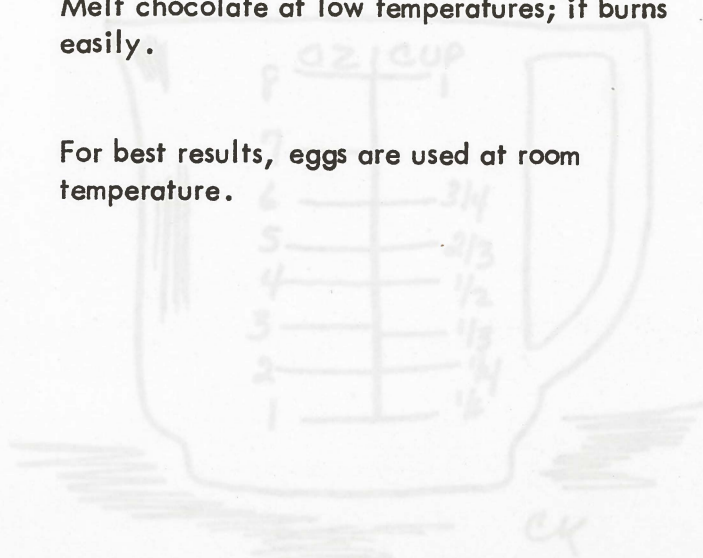 Melt chocolate at low temperatures; it burns
easily.
OZ CUP
8 1
For best results, eggs are used at room
7
temperature.
6 3/4
5 2/3
4 1/2
3 1/3
2 1/4
1
CK